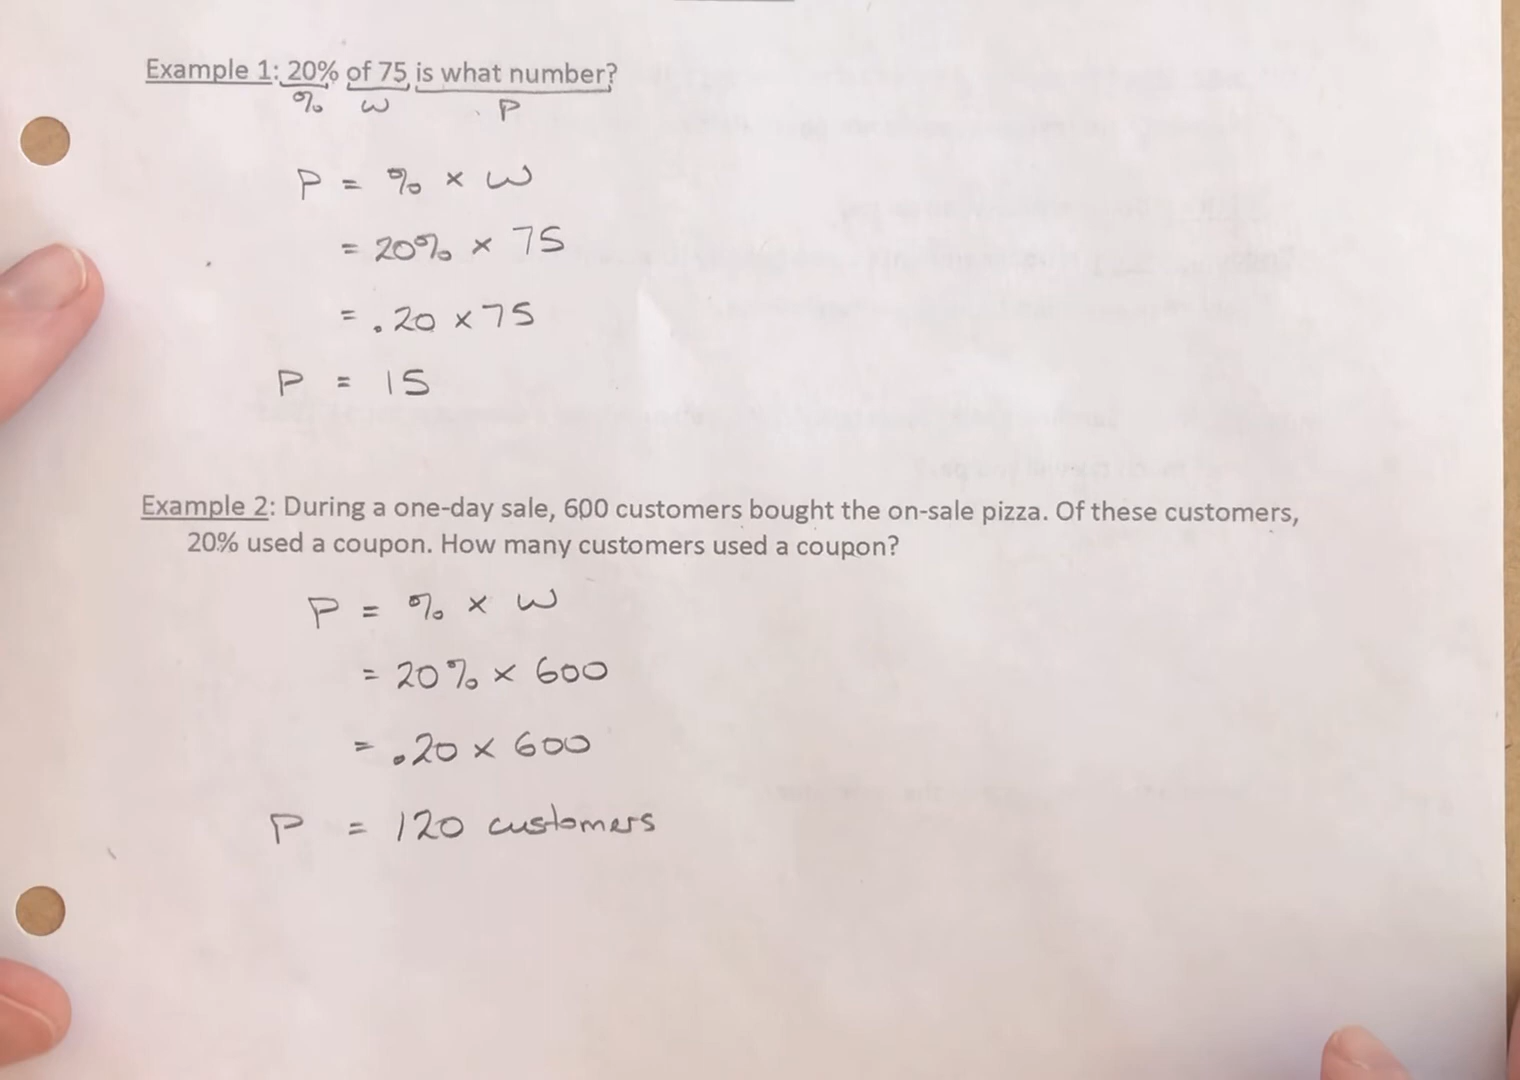 Example 1: 20% of 75 is what number?
% w P
P = % × w
= 20% × 75
= .20 × 75
P = 15
Example 2: During a one-day sale, 600 customers bought the on-sale pizza. Of these customers,
20% used a coupon. How many customers used a coupon?
P = % × w
= 20% × 600
= .20 × 600
P = 120 customers